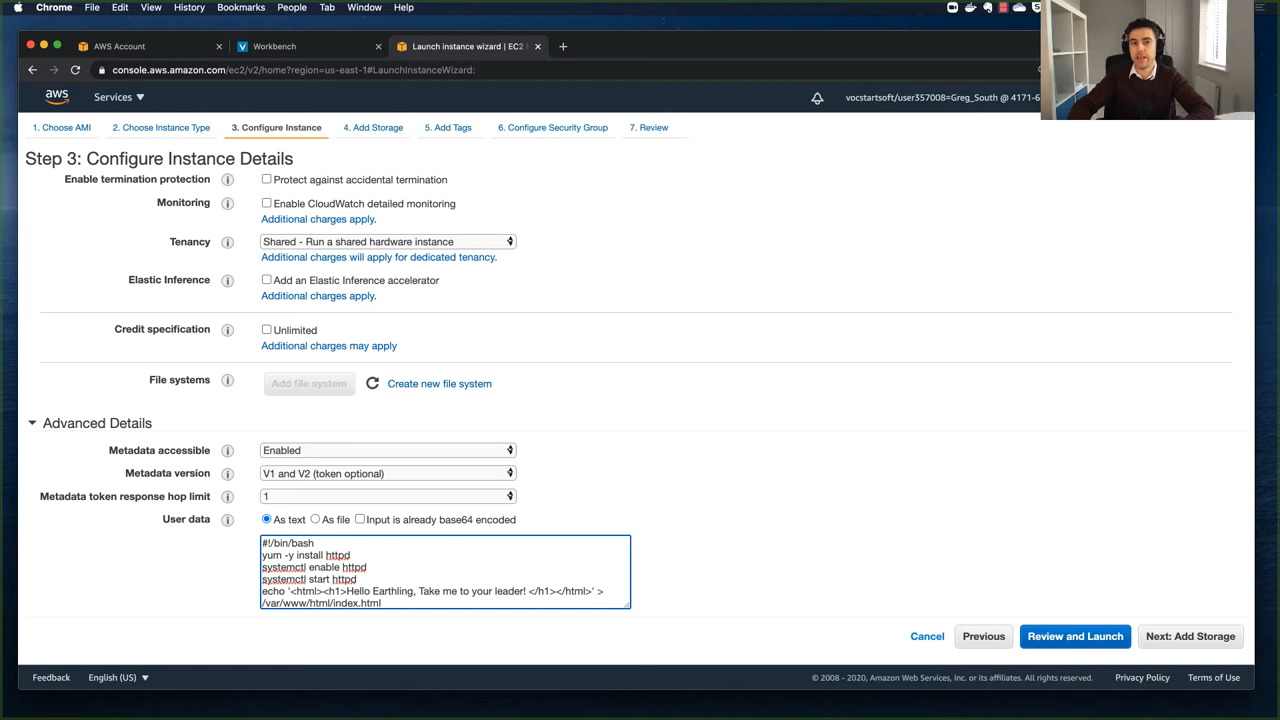 Chrome File Edit View History Bookmarks People Tab Window Help
AWS Account
Workbench
Launch instance wizard | EC2
console.aws.amazon.com/ec2/v2/home?region=us-east-1#LaunchInstanceWizard:
aws Services
vocstartsoft/user357008=Greg_South @ 4171-6
1. Choose AMI 2. Choose Instance Type 3. Configure Instance 4. Add Storage 5. Add Tags 6. Configure Security Group 7. Review
Step 3: Configure Instance Details
Enable termination protection Protect against accidental termination
Monitoring Enable CloudWatch detailed monitoring
Additional charges apply.
Tenancy Shared - Run a shared hardware instance
Additional charges will apply for dedicated tenancy.
Elastic Inference Add an Elastic Inference accelerator
Additional charges apply.
Credit specification Unlimited
Additional charges may apply
File systems Add file system Create new file system
Advanced Details
Metadata accessible Enabled
Metadata version V1 and V2 (token optional)
Metadata token response hop limit 1
User data As text As file Input is already base64 encoded
#!/bin/bash
yum -y install httpd
systemctl enable httpd
systemctl start httpd
echo '<html><h1>Hello Earthling, Take me to your leader! </h1></html>' >
/var/www/html/index.html
Cancel Previous Review and Launch Next: Add Storage
Feedback English (US) © 2008 - 2020, Amazon Web Services, Inc. or its affiliates. All rights reserved. Privacy Policy Terms of Use